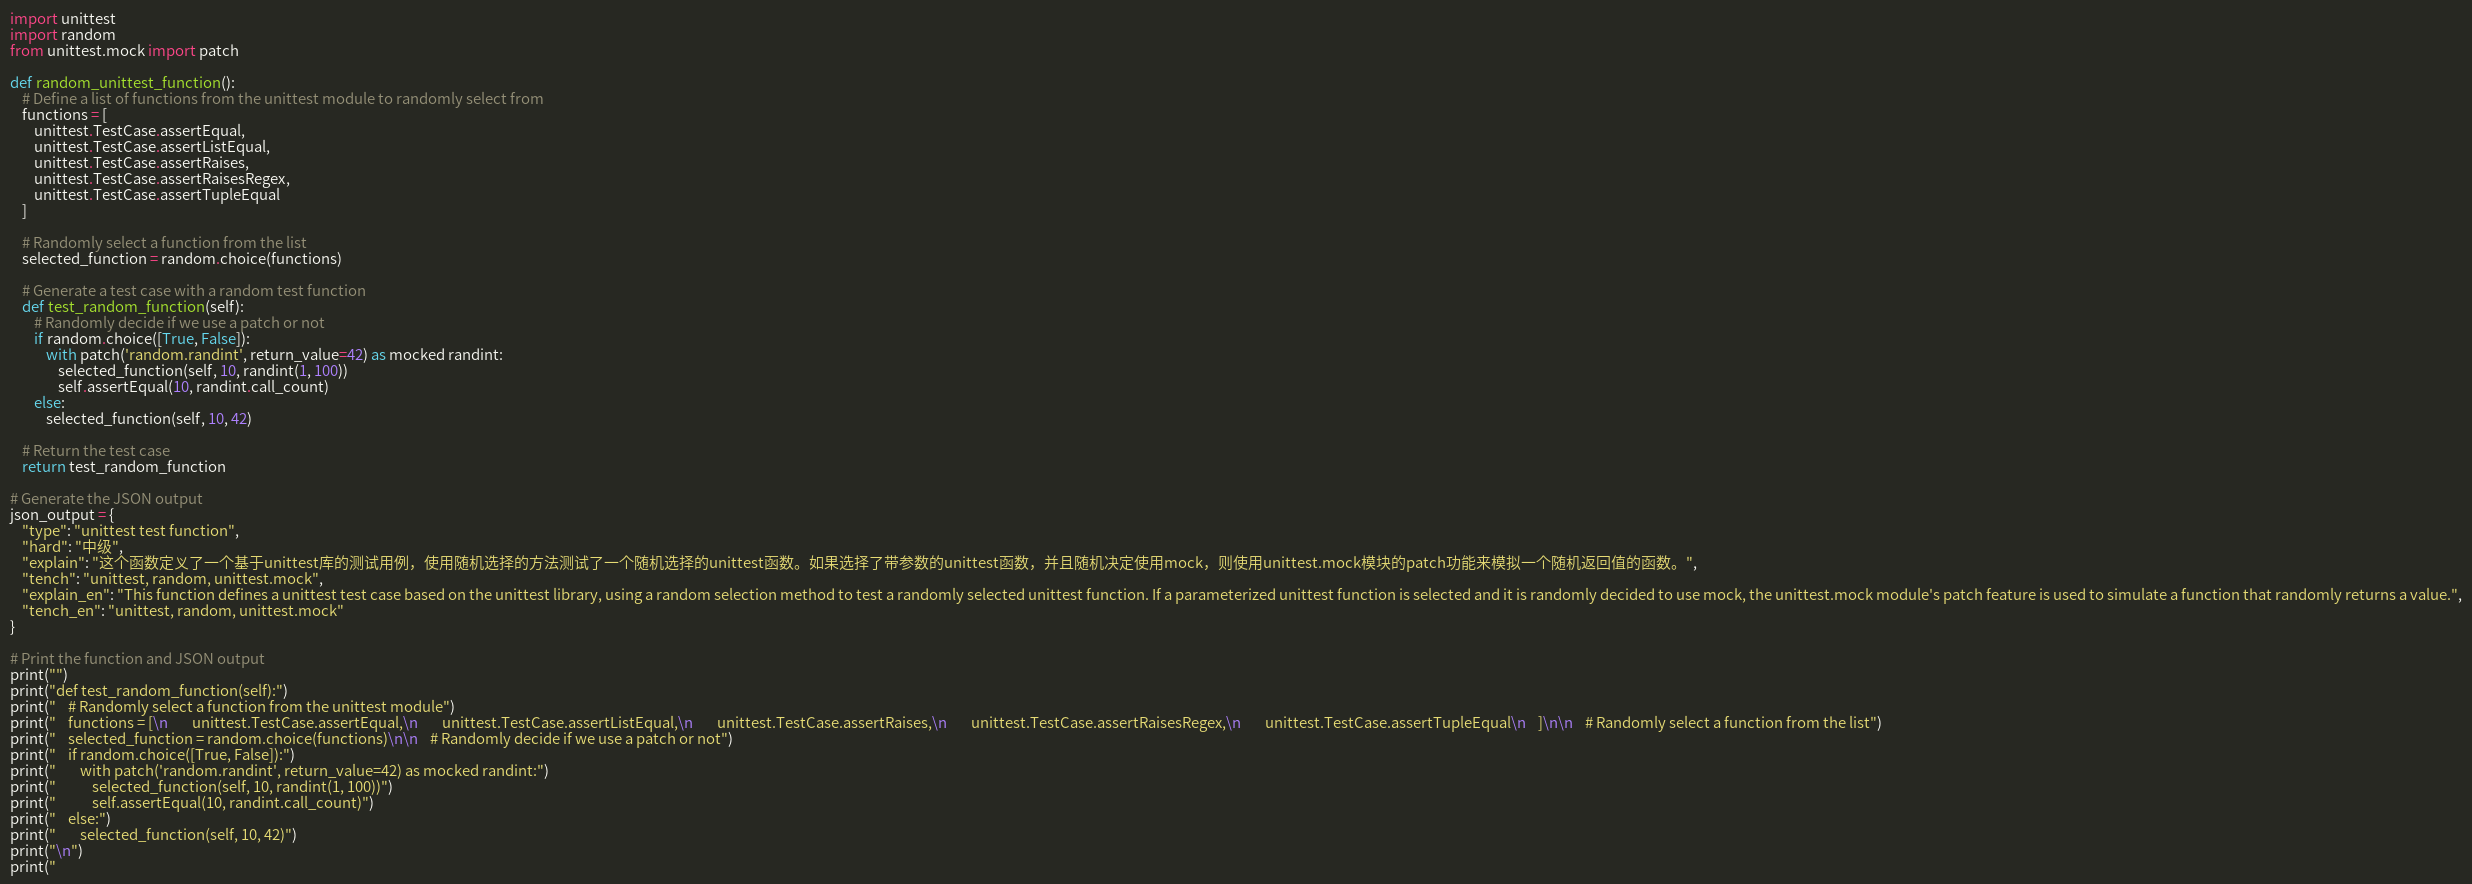 import unittest
import random
from unittest.mock import patch

def random_unittest_function():
    # Define a list of functions from the unittest module to randomly select from
    functions = [
        unittest.TestCase.assertEqual,
        unittest.TestCase.assertListEqual,
        unittest.TestCase.assertRaises,
        unittest.TestCase.assertRaisesRegex,
        unittest.TestCase.assertTupleEqual
    ]

    # Randomly select a function from the list
    selected_function = random.choice(functions)

    # Generate a test case with a random test function
    def test_random_function(self):
        # Randomly decide if we use a patch or not
        if random.choice([True, False]):
            with patch('random.randint', return_value=42) as mocked randint:
                selected_function(self, 10, randint(1, 100))
                self.assertEqual(10, randint.call_count)
        else:
            selected_function(self, 10, 42)

    # Return the test case
    return test_random_function

# Generate the JSON output
json_output = {
    "type": "unittest test function",
    "hard": "中级",
    "explain": "这个函数定义了一个基于unittest库的测试用例，使用随机选择的方法测试了一个随机选择的unittest函数。如果选择了带参数的unittest函数，并且随机决定使用mock，则使用unittest.mock模块的patch功能来模拟一个随机返回值的函数。",
    "tench": "unittest, random, unittest.mock",
    "explain_en": "This function defines a unittest test case based on the unittest library, using a random selection method to test a randomly selected unittest function. If a parameterized unittest function is selected and it is randomly decided to use mock, the unittest.mock module's patch feature is used to simulate a function that randomly returns a value.",
    "tench_en": "unittest, random, unittest.mock"
}

# Print the function and JSON output
print("")
print("def test_random_function(self):")
print("    # Randomly select a function from the unittest module")
print("    functions = [\n        unittest.TestCase.assertEqual,\n        unittest.TestCase.assertListEqual,\n        unittest.TestCase.assertRaises,\n        unittest.TestCase.assertRaisesRegex,\n        unittest.TestCase.assertTupleEqual\n    ]\n\n    # Randomly select a function from the list")
print("    selected_function = random.choice(functions)\n\n    # Randomly decide if we use a patch or not")
print("    if random.choice([True, False]):")
print("        with patch('random.randint', return_value=42) as mocked randint:")
print("            selected_function(self, 10, randint(1, 100))")
print("            self.assertEqual(10, randint.call_count)")
print("    else:")
print("        selected_function(self, 10, 42)")
print("\n")
print("